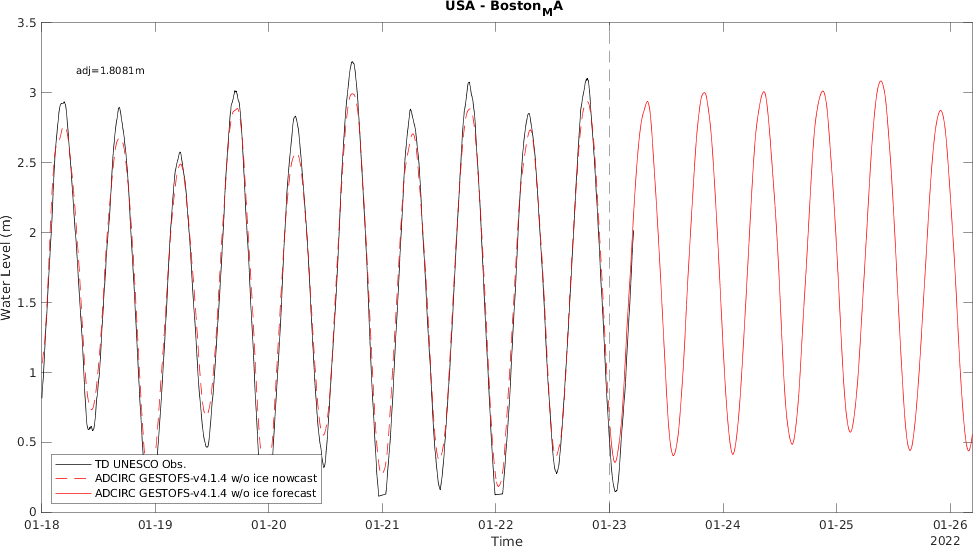 USA - Boston_MA
3.5
adj=1.8081m
3
2.5
2
1.5
1
0.5
0
Water Level (m)
TD UNESCO Obs.
ADCIRC GESTOFS-v4.1.4 w/o ice nowcast
ADCIRC GESTOFS-v4.1.4 w/o ice forecast
01-18 01-19 01-20 01-21 01-22 01-23 01-24 01-25 01-26
Time
2022